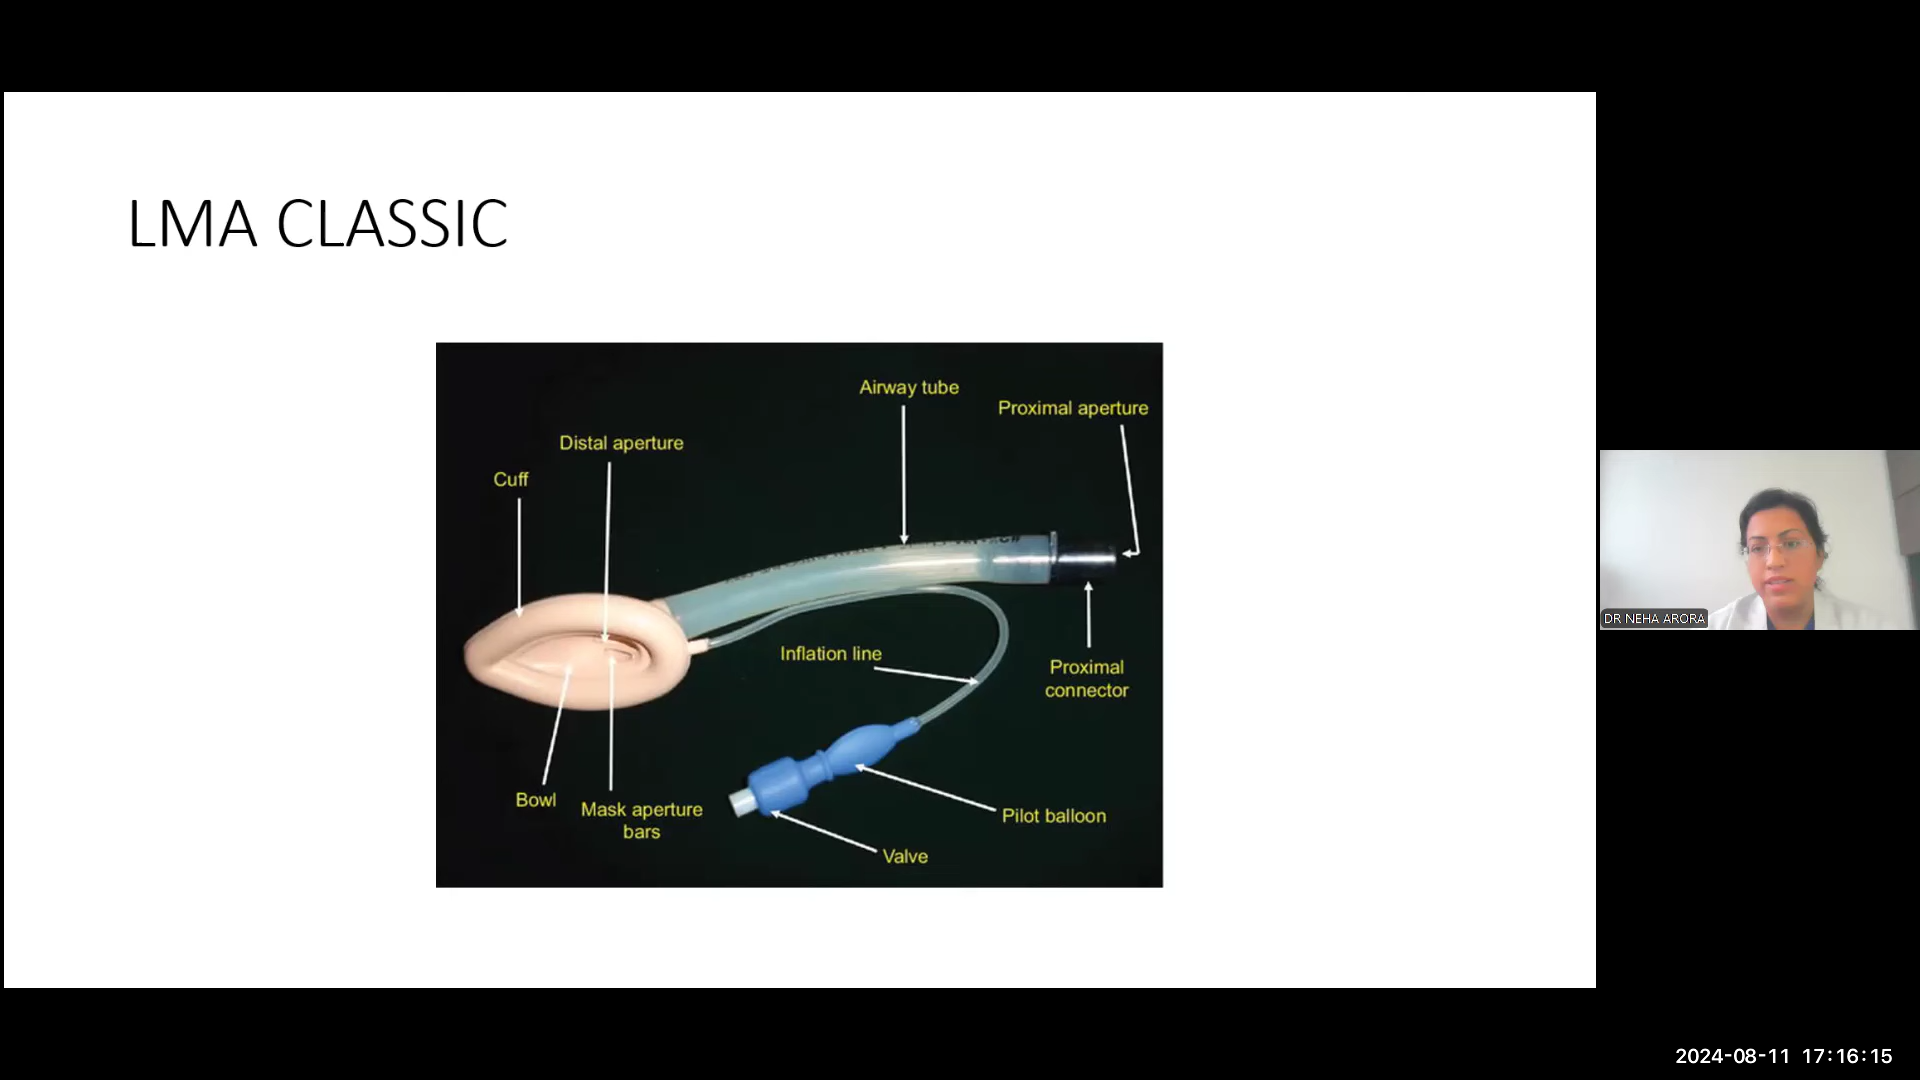 LMA CLASSIC
Airway tube
Proximal aperture
Distal aperture
Cuff
Inflation line
Proximal
connector
Bowl
Mask aperture
bars
Pilot balloon
Valve
DR NEHA ARORA
2024-08-11 17:16:15